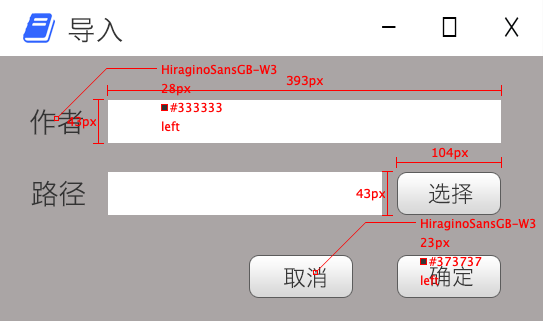 导入
HiraginoSansGB-W3
28px
393px
#333333
left
作者
43px
104px
路径
43px
选择
HiraginoSansGB-W3
23px
#373737
left
取消
确定